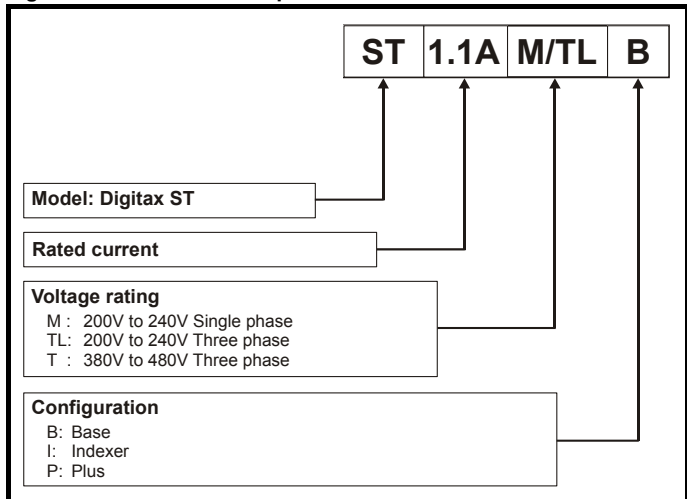 ST 1.1A M/TL B
Model: Digitax ST
Rated current
Voltage rating
M : 200V to 240V Single phase
TL: 200V to 240V Three phase
T : 380V to 480V Three phase
Configuration
B: Base
I: Indexer
P: Plus